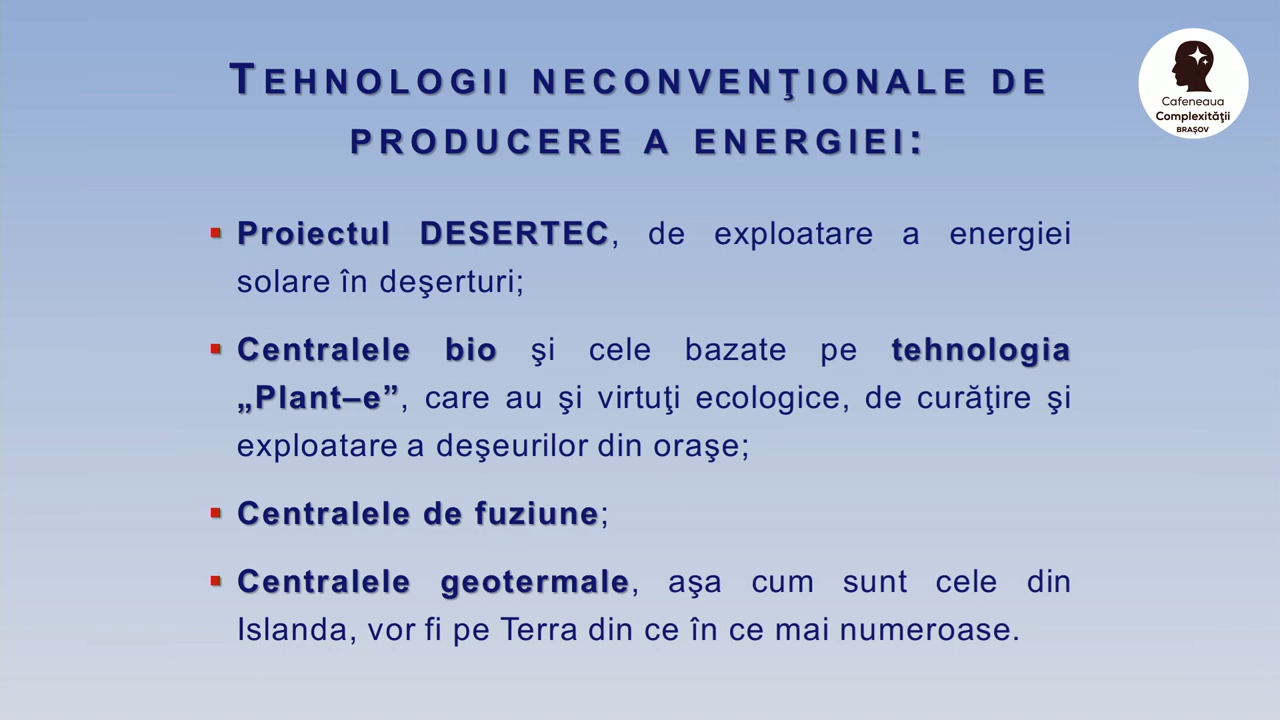 TEHNOLOGII NECONVENŢIONALE DE
PRODUCERE A ENERGIEI:
Cafeneaua
Complexităţii
BRAŞOV
▪ Proiectul DESERTEC, de exploatare a energiei
solare în deşerturi;
▪ Centralele bio şi cele bazate pe tehnologia
„Plant–e”, care au şi virtuţi ecologice, de curăţire şi
exploatare a deşeurilor din oraşe;
▪ Centralele de fuziune;
▪ Centralele geotermale, aşa cum sunt cele din
Islanda, vor fi pe Terra din ce în ce mai numeroase.